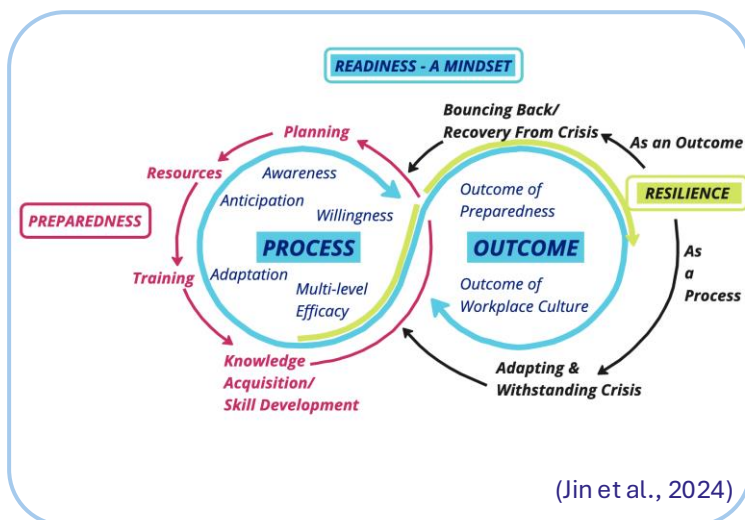 READINESS - A MINDSET
Bouncing Back/
Recovery From Crisis
As an Outcome
Planning
Resources
Awareness
Anticipation
Willingness
PREPAREDNESS
PROCESS
Training
Adaptation
Multi-level
Efficacy
Knowledge
Acquisition/
Skill Development
Outcome of
Preparedness
OUTCOME
Outcome of
Workplace Culture
RESILIENCE
As
a
Process
Adapting &
Withstanding Crisis
(Jin et al., 2024)